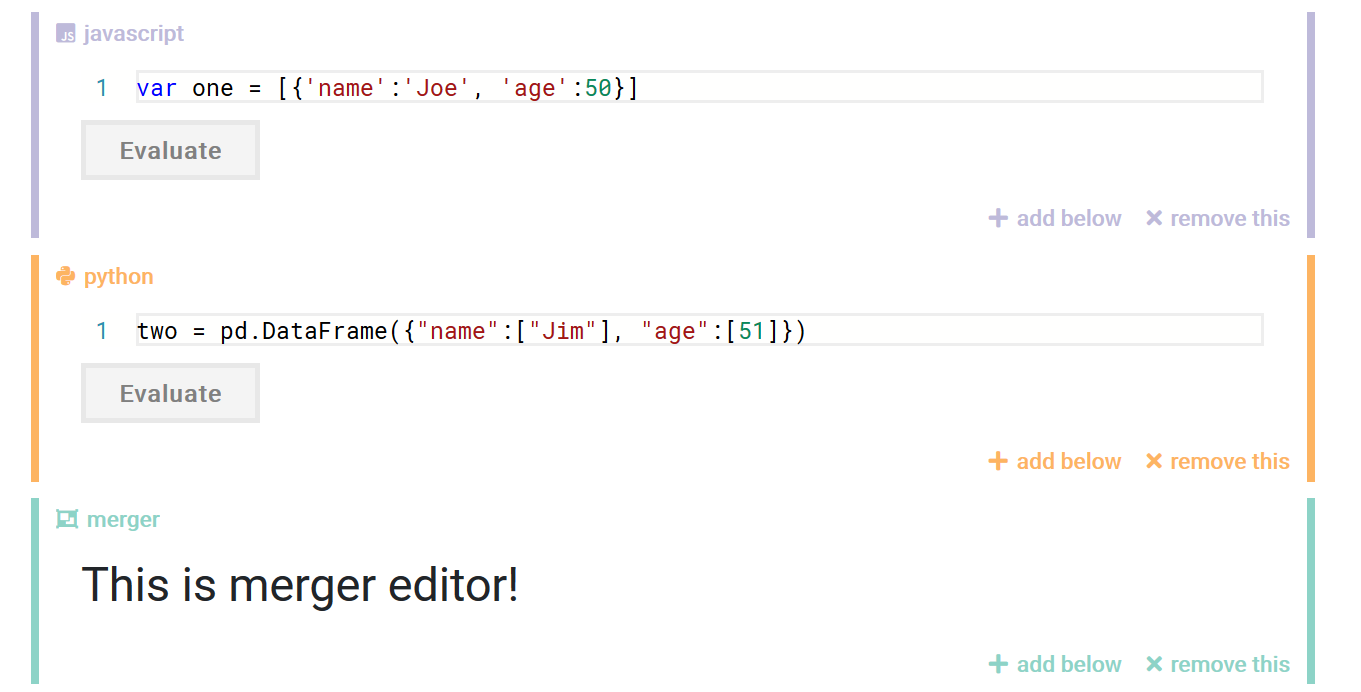 javascript
1 var one = [{'name':'Joe', 'age':50}]
Evaluate
add below remove this
python
1 two = pd.DataFrame({"name":["Jim"], "age":[51]})
Evaluate
add below remove this
merger
This is merger editor!
add below remove this